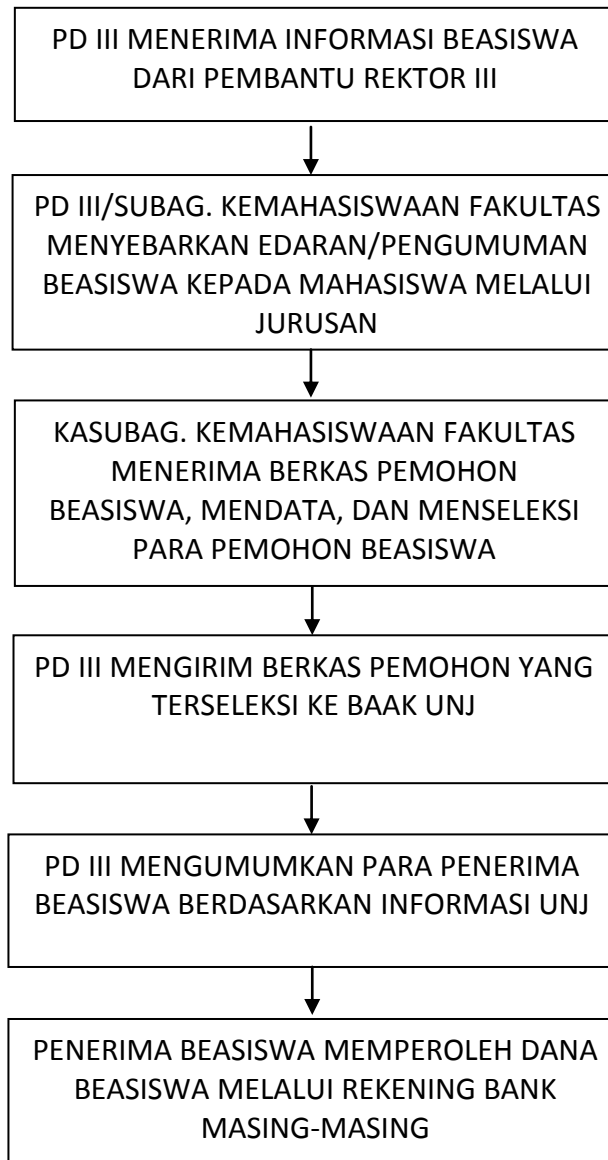 PD III MENERIMA INFORMASI BEASISWA
DARI PEMBANTU REKTOR III
PD III/SUBAG. KEMAHASISWAAN FAKULTAS
MENYEBARKAN EDARAN/PENGUMUMAN
BEASISWA KEPADA MAHASISWA MELALUI
JURUSAN
KASUBAG. KEMAHASISWAAN FAKULTAS
MENERIMA BERKAS PEMOHON
BEASISWA, MENDATA, DAN MENSELEKSI
PARA PEMOHON BEASISWA
PD III MENGIRIM BERKAS PEMOHON YANG
TERSELEKSI KE BAAK UNJ
PD III MENGUMUMKAN PARA PENERIMA
BEASISWA BERDASARKAN INFORMASI UNJ
PENERIMA BEASISWA MEMPEROLEH DANA
BEASISWA MELALUI REKENING BANK
MASING-MASING